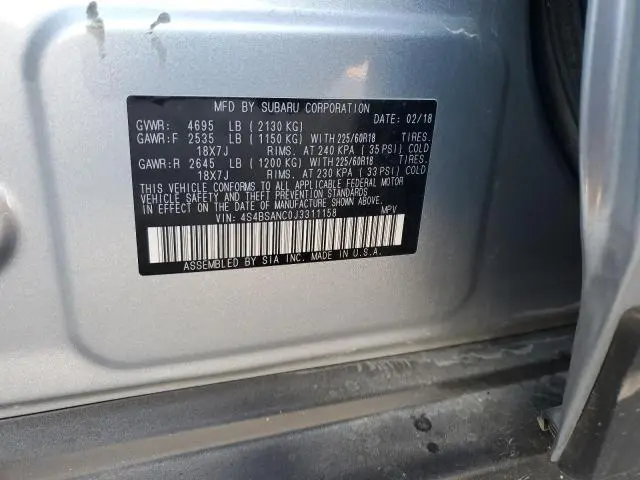 MFD BY SUBARU CORPORATION
GVWR: 4695 LB (2130 KG) DATE: 02/18
GAWR:F 2535 LB (1150 KG) WITH 225/60R18 TIRES.
18X7J RIMS. AT 240 KPA (35 PSI) COLD
GAWR:R 2645 LB (1200 KG) WITH 225/60R18 TIRES.
18X7J RIMS. AT 230 KPA (33 PSI) COLD
THIS VEHICLE CONFORMS TO ALL APPLICABLE FEDERAL MOTOR
VEHICLE SAFETY AND THEFT PREVENTION STANDARDS
IN EFFECT ON THE DATE OF MANUFACTURE SHOWN ABOVE.
VIN: 4S4BSANC0J3311158 MPV
ASSEMBLED BY SIA INC. MADE IN U.S.A.